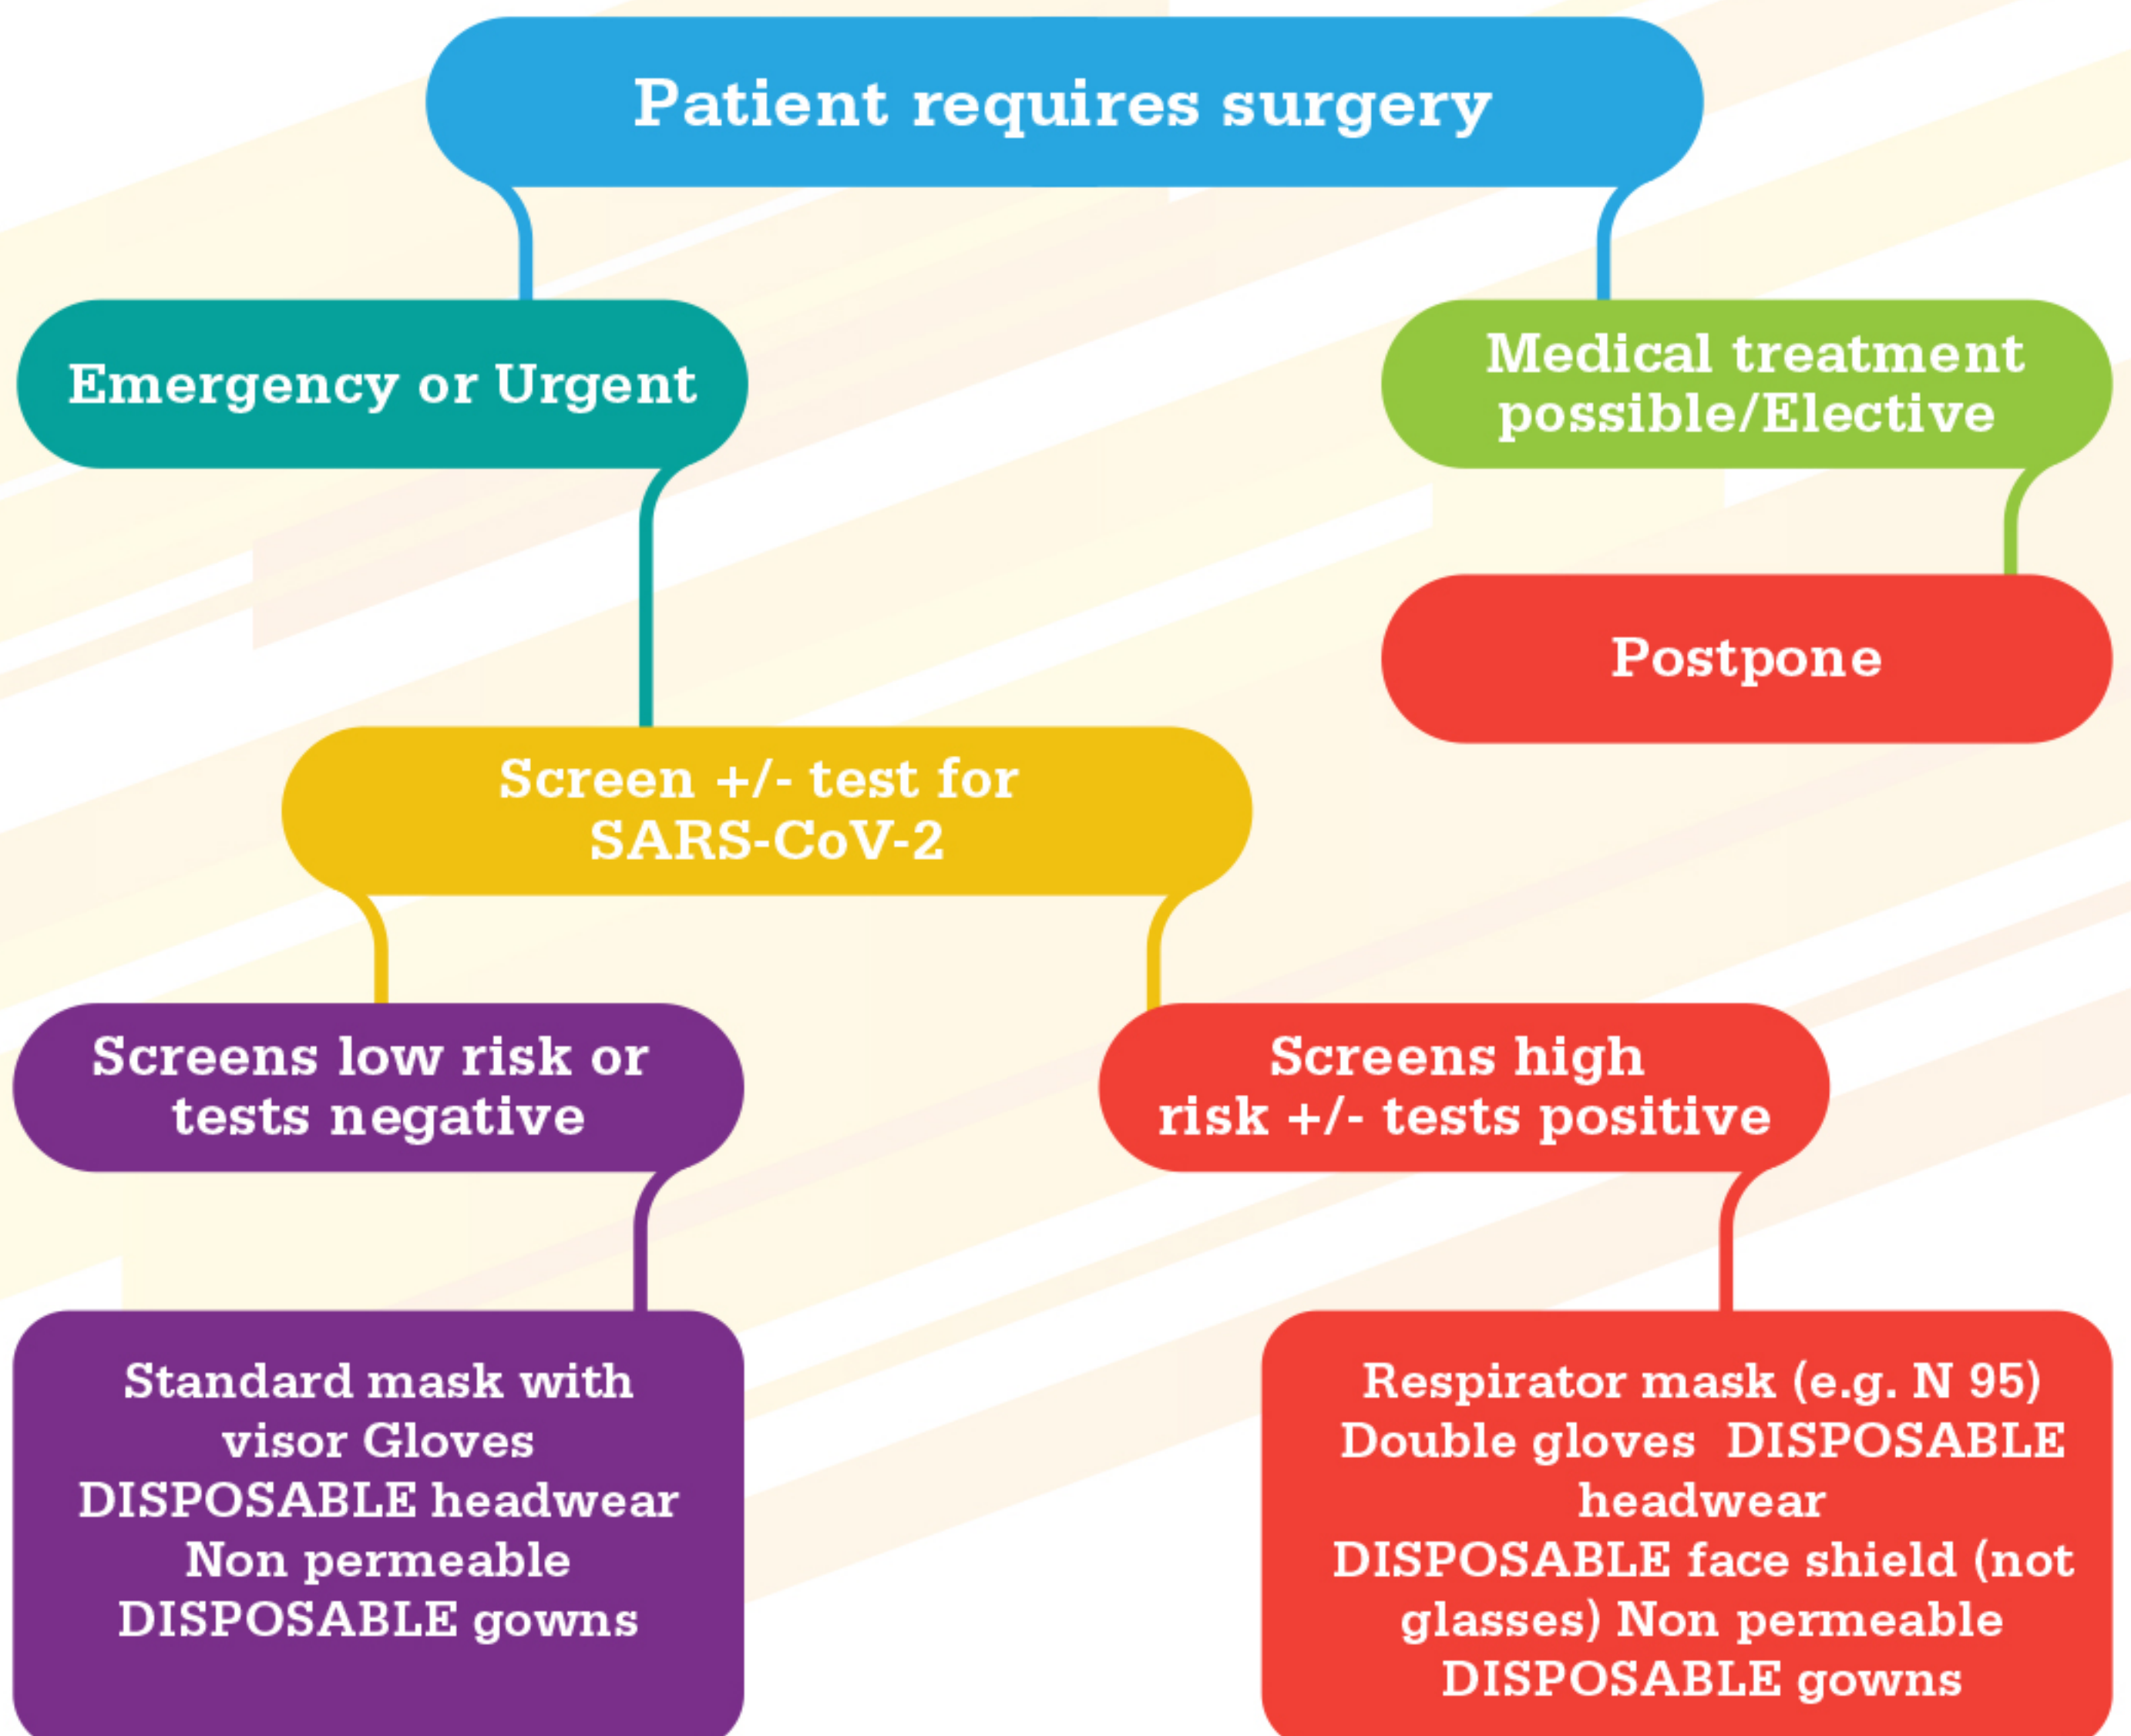 Patient requires surgery
Emergency or Urgent
Medical treatment
possible/Elective
Postpone
Screen +/- test for
SARS-CoV-2
Screens low risk or
tests negative
Screens high
risk +/- tests positive
Standard mask with
visor Gloves
DISPOSABLE headwear
Non permeable
DISPOSABLE gowns
Respirator mask (e.g. N 95)
Double gloves DISPOSABLE
headwear
DISPOSABLE face shield (not
glasses) Non permeable
DISPOSABLE gowns